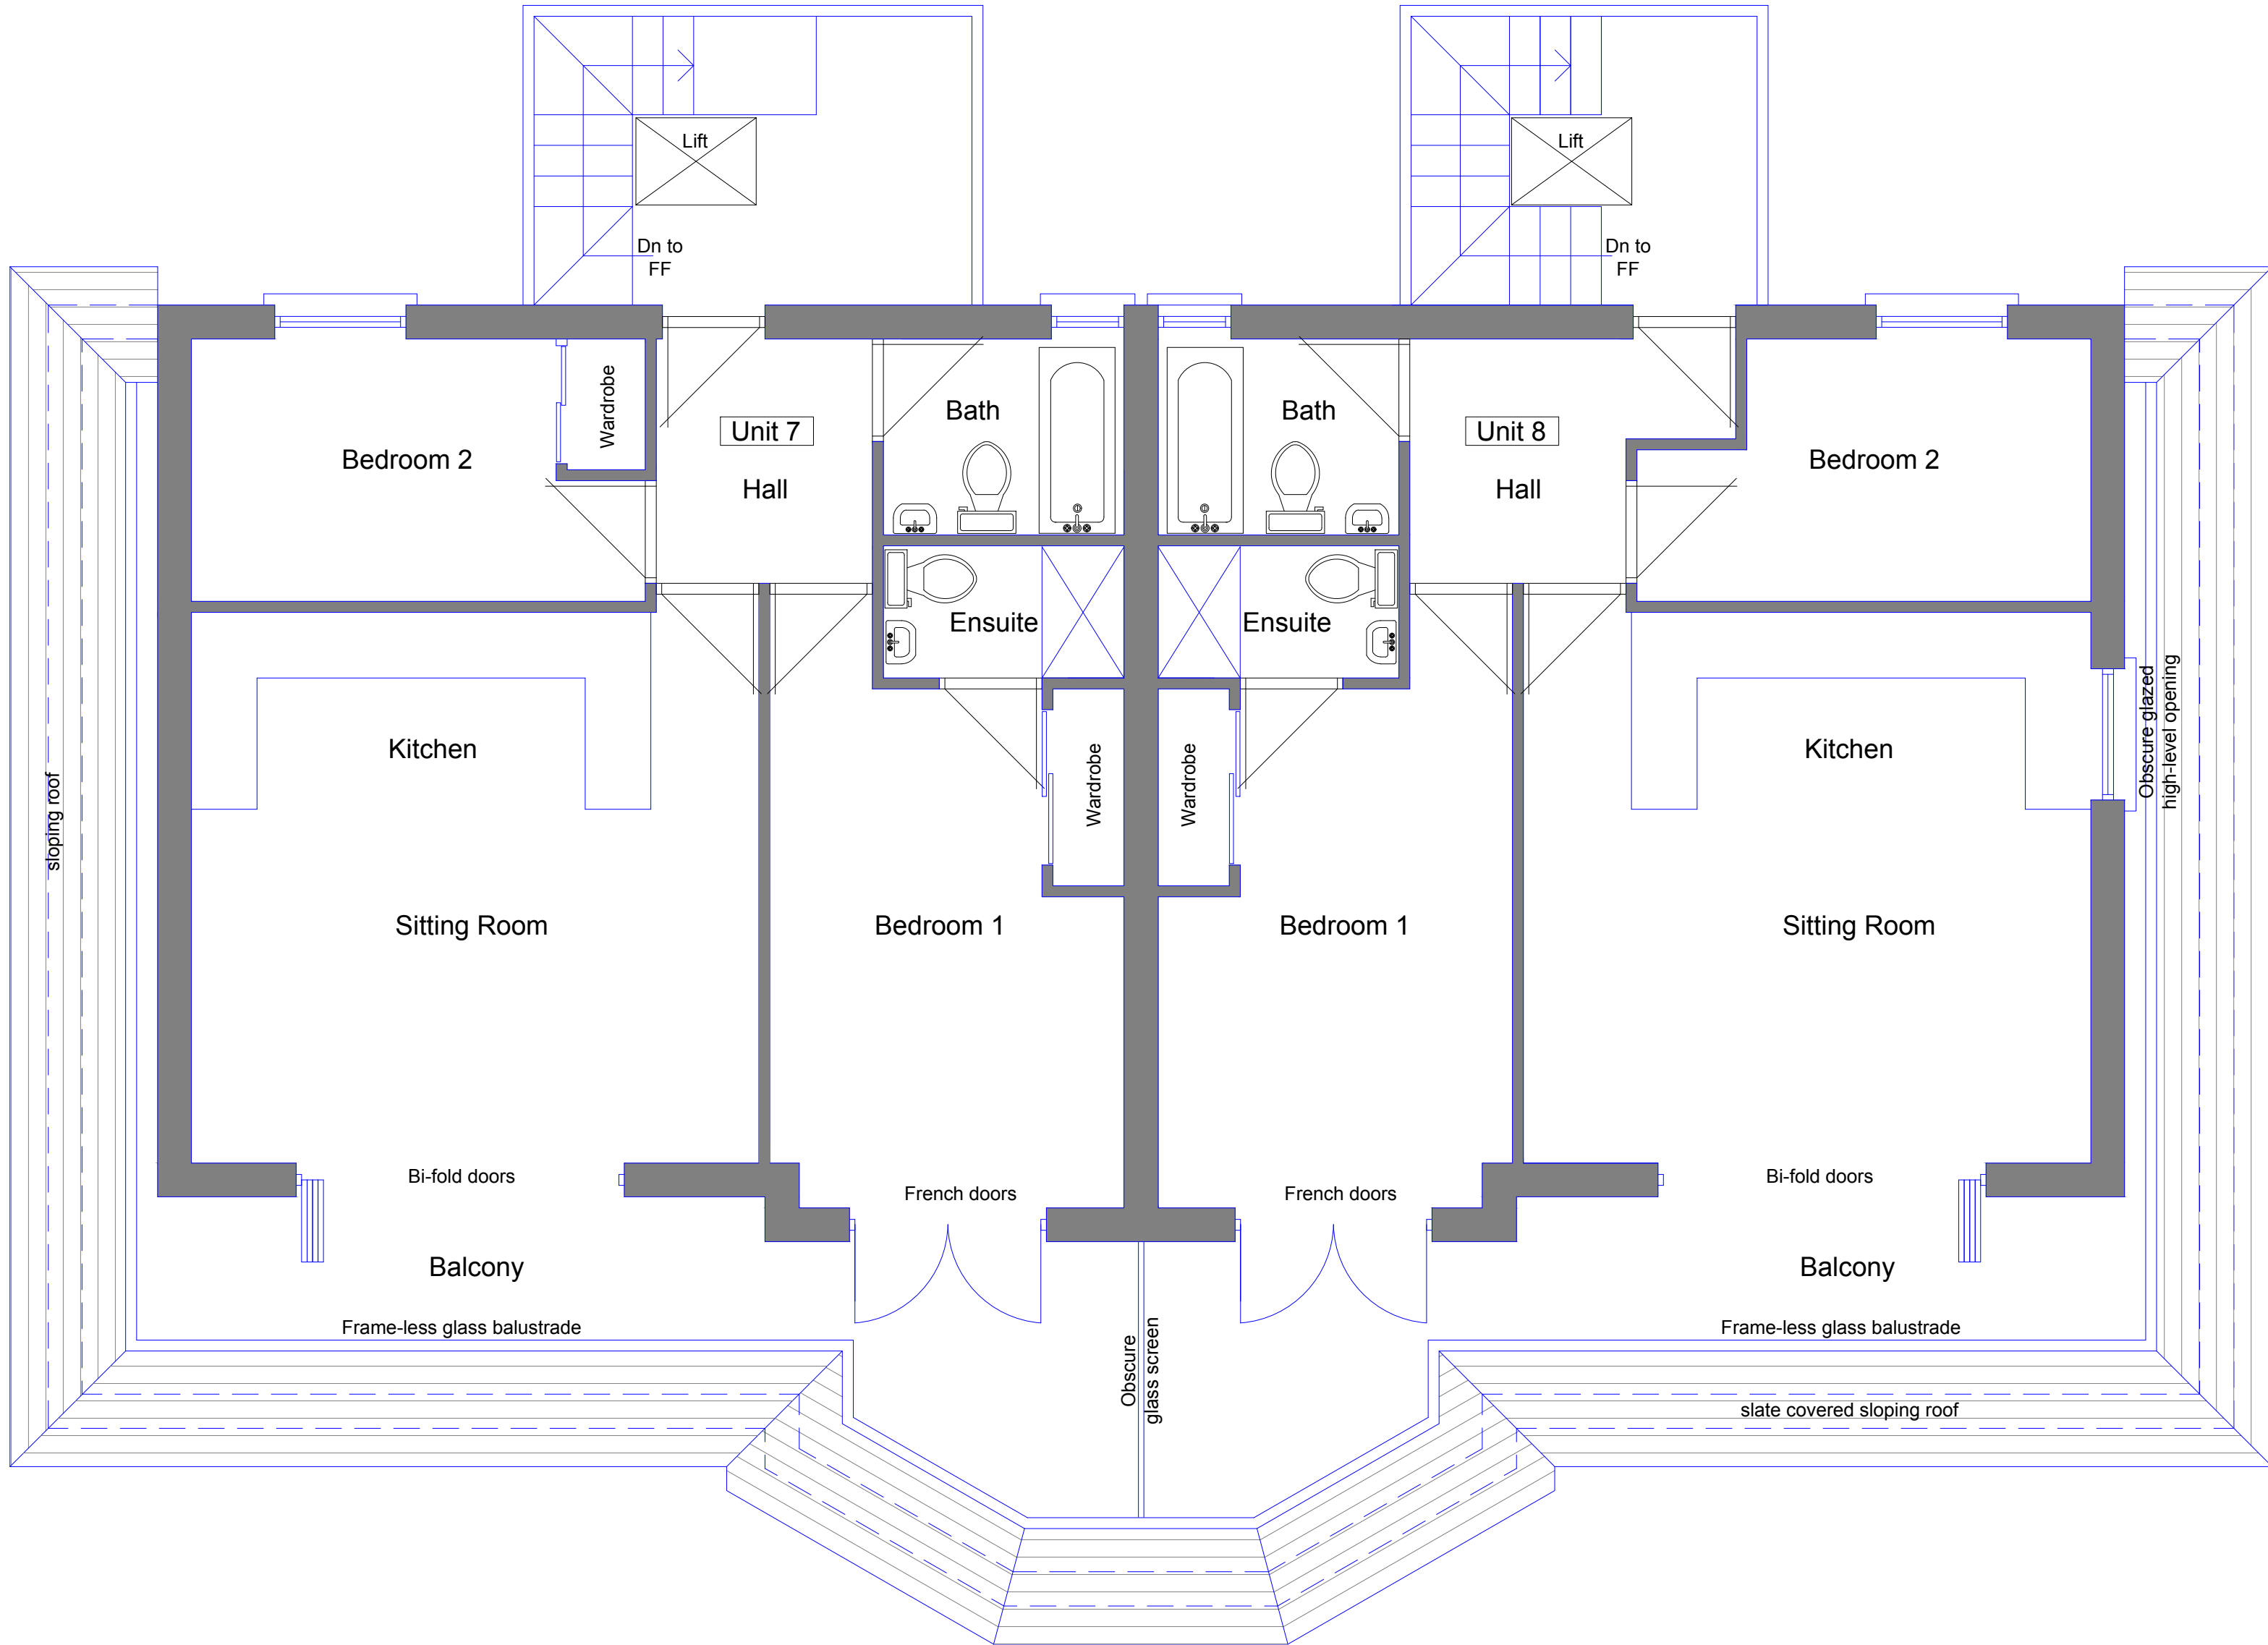 Lift
Lift
Dn to
FF
Dn to
FF
Wardrobe
Bath
Bath
Unit 7
Unit 8
Bedroom 2
Bedroom 2
Hall
Hall
Ensuite
Ensuite
Kitchen
Kitchen
Obscure glazed
high-level opening
sloping roof
Wardrobe
Wardrobe
Sitting Room
Bedroom 1
Bedroom 1
Sitting Room
Bi-fold doors
Bi-fold doors
French doors
French doors
Balcony
Balcony
Frame-less glass balustrade
Frame-less glass balustrade
Obscure
glass screen
slate covered sloping roof